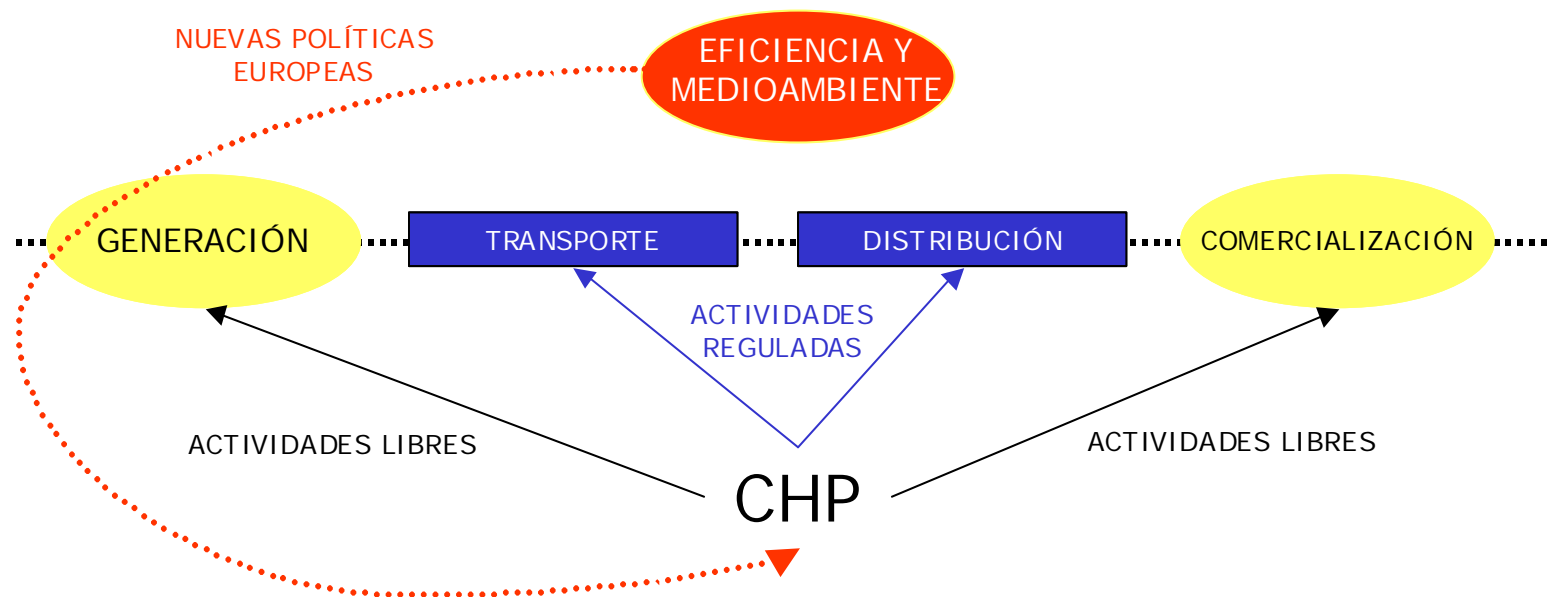 NUEVAS POLÍTICAS
EUROPEAS
EFICIENCIA Y
MEDIOAMBIENTE
GENERACIÓN
TRANSPORTE
DISTRIBUCIÓN
COMERCIALIZACIÓN
ACTIVIDADES
REGULADAS
ACTIVIDADES LIBRES
ACTIVIDADES LIBRES
CHP